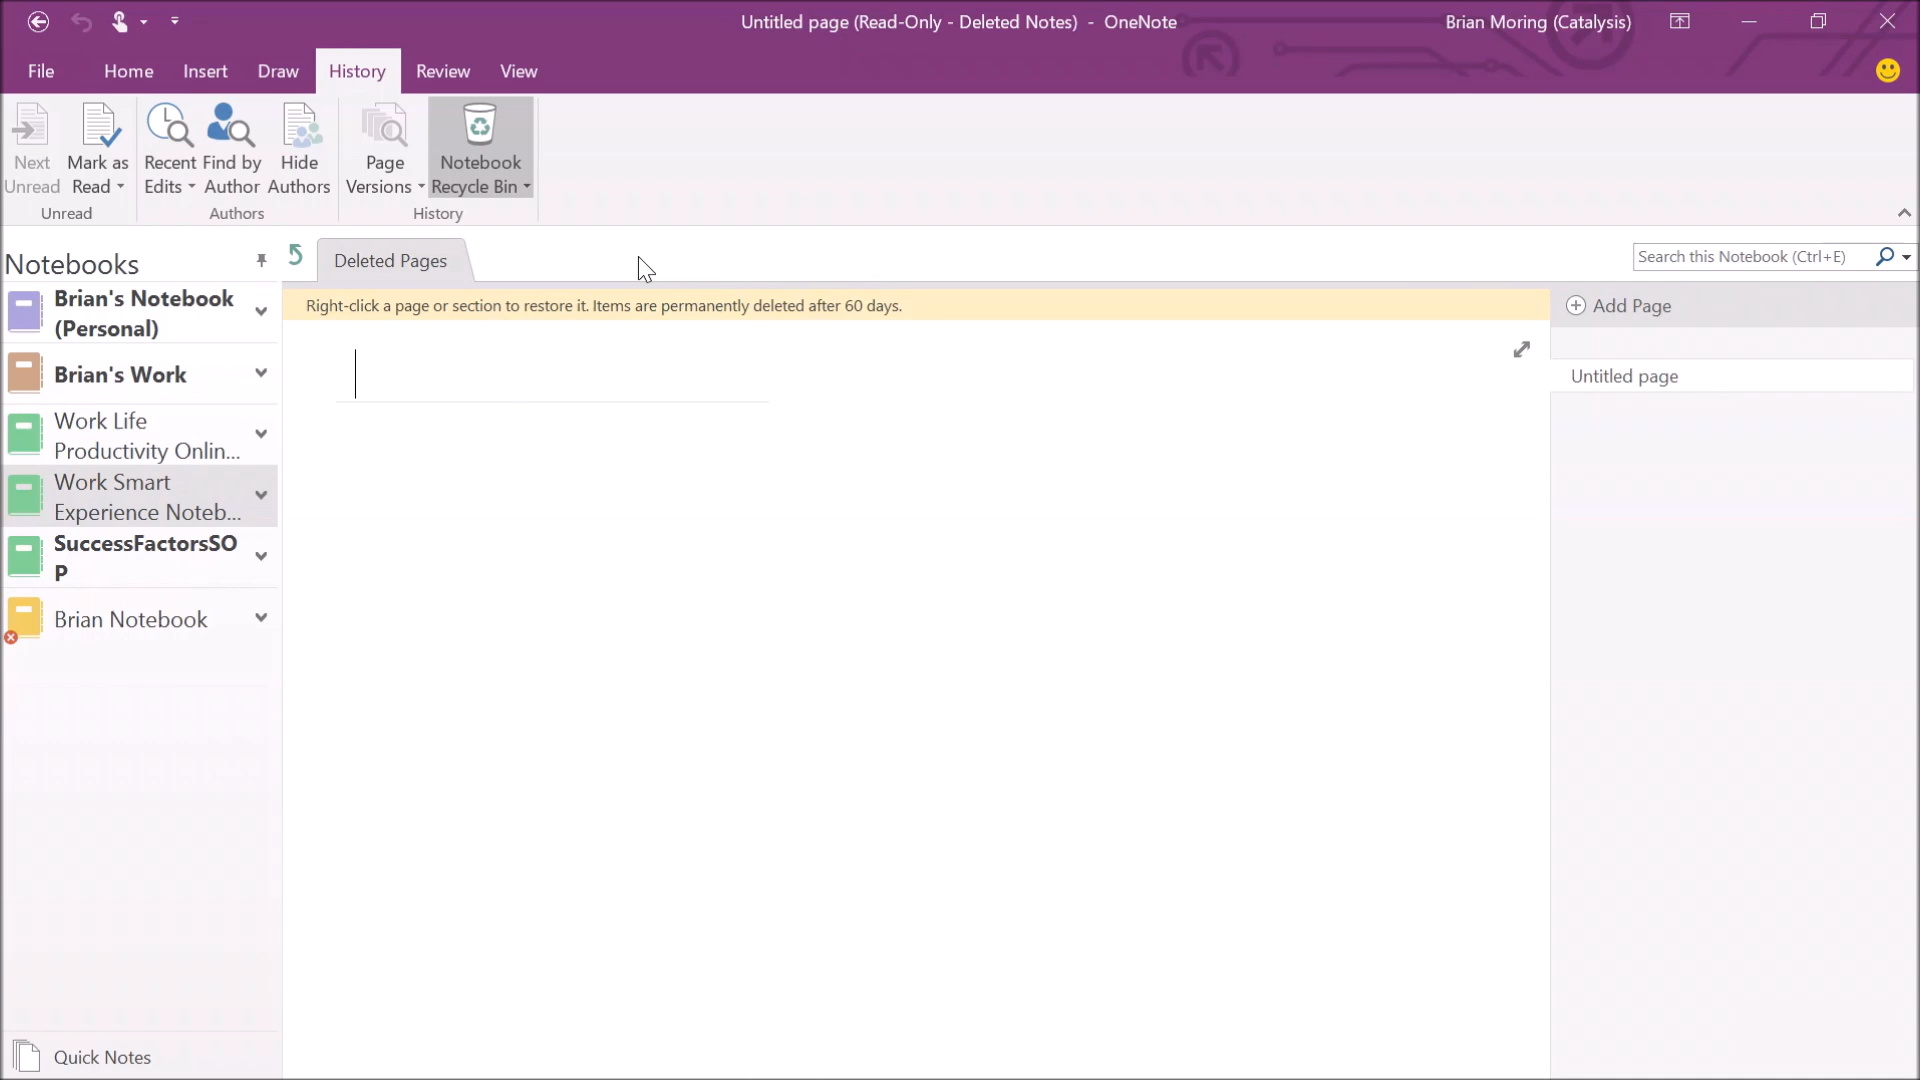 Untitled page (Read-Only - Deleted Notes) - OneNote
Brian Moring (Catalysis)
File Home Insert Draw History Review View
Next Unread
Mark as Read
Recent Edits
Find by Author
Hide Authors
Page Versions
Notebook Recycle Bin
Unread Authors History
Notebooks
Deleted Pages
Search this Notebook (Ctrl+E)
Right-click a page or section to restore it. Items are permanently deleted after 60 days.
Add Page
Untitled page
Brian's Notebook
(Personal)
Brian's Work
Work Life
Productivity Onlin...
Work Smart
Experience Noteb...
SuccessFactorsSO
P
Brian Notebook
Quick Notes